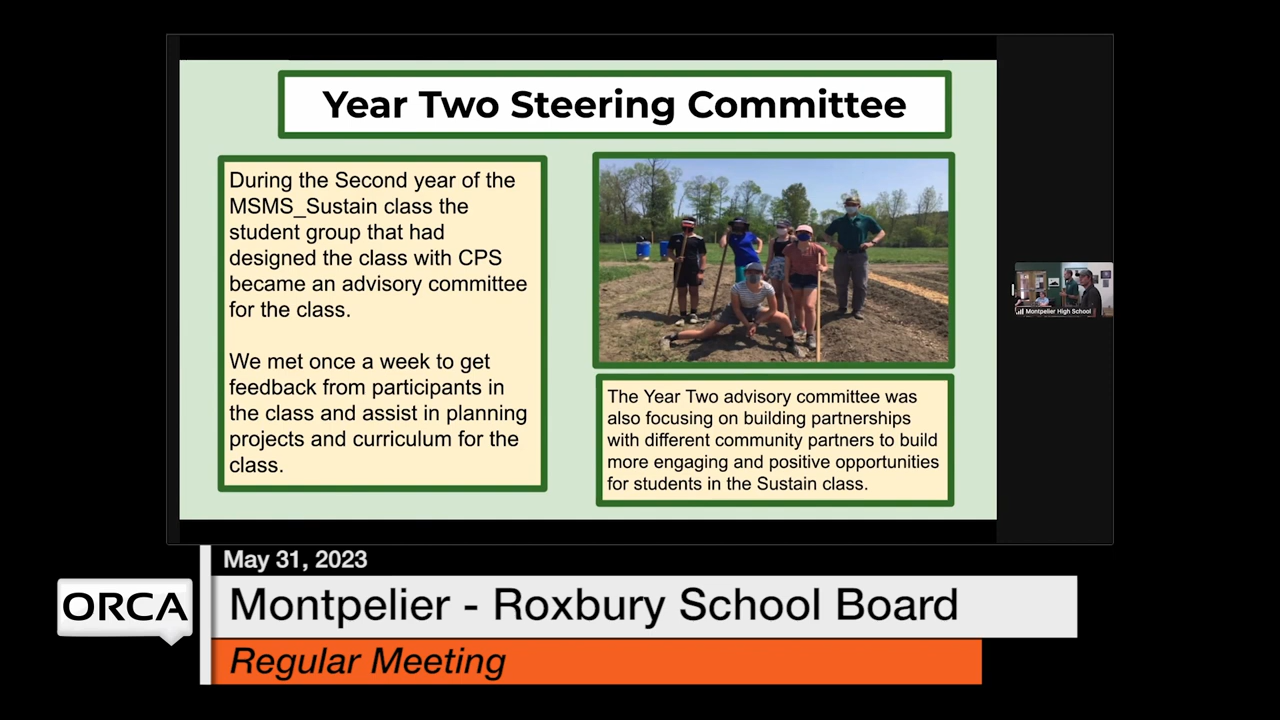 Year Two Steering Committee
During the Second year of the
MSMS_Sustain class the
student group that had
designed the class with CPS
became an advisory committee
for the class.
We met once a week to get
feedback from participants in
the class and assist in planning
projects and curriculum for the
class.
The Year Two advisory committee was
also focusing on building partnerships
with different community partners to build
more engaging and positive opportunities
for students in the Sustain class.
Montpelier High School
May 31, 2023
ORCA
Montpelier - Roxbury School Board
Regular Meeting